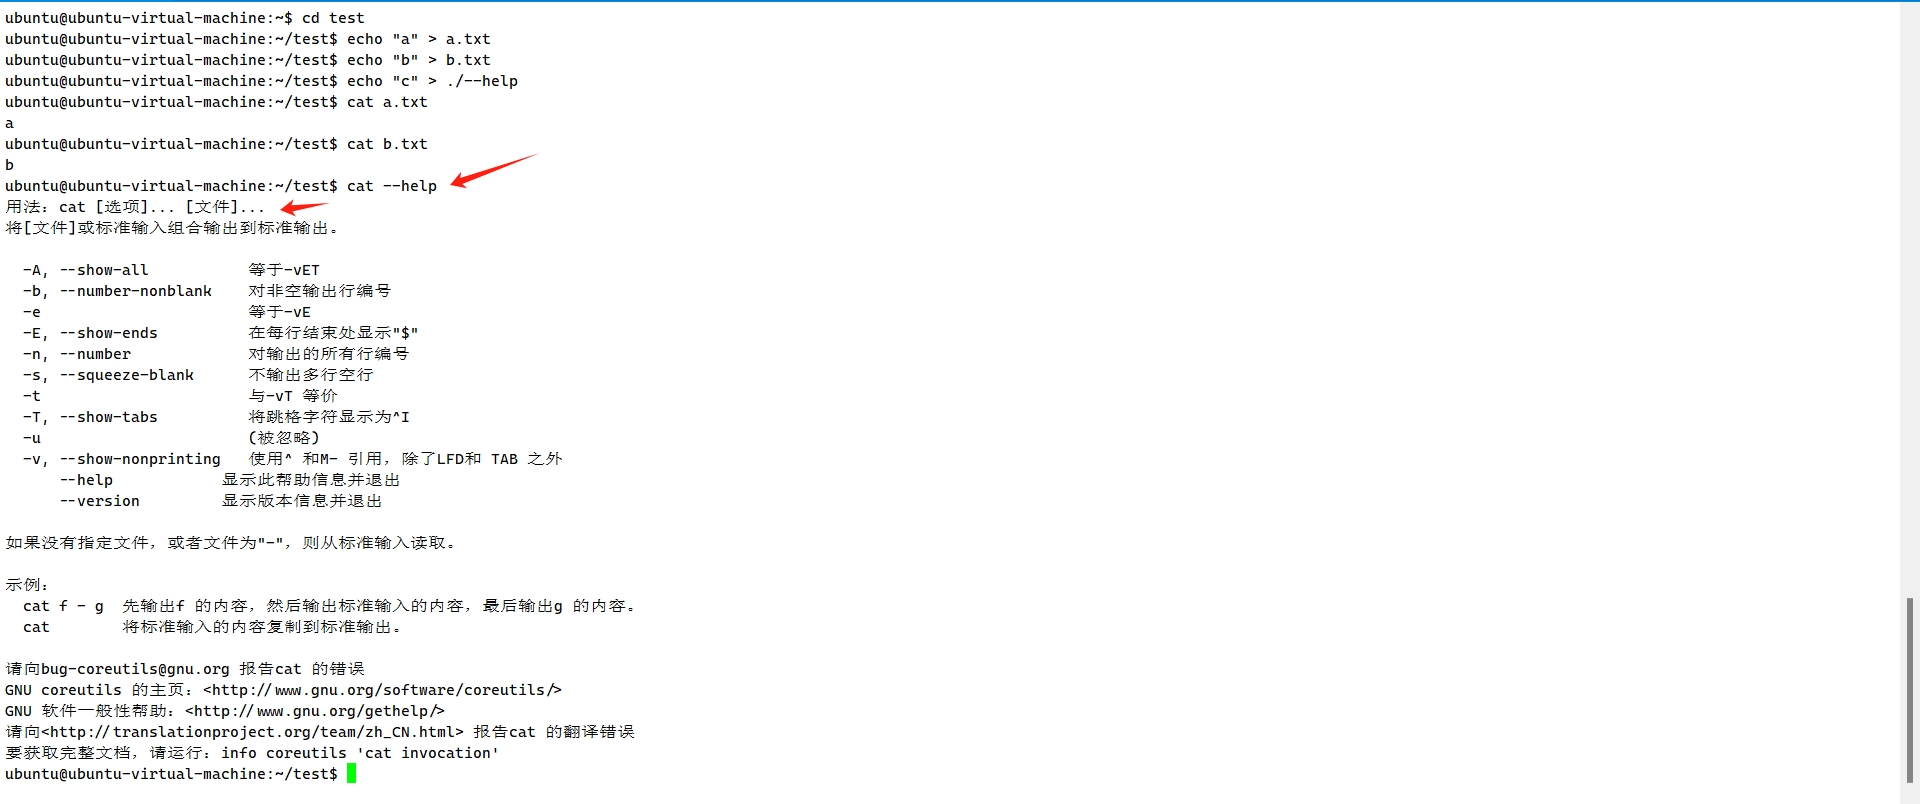 ubuntu@ubuntu-virtual-machine:~$ cd test
ubuntu@ubuntu-virtual-machine:~/test$ echo "a" > a.txt
ubuntu@ubuntu-virtual-machine:~/test$ echo "b" > b.txt
ubuntu@ubuntu-virtual-machine:~/test$ echo "c" > ./--help
ubuntu@ubuntu-virtual-machine:~/test$ cat a.txt
a
ubuntu@ubuntu-virtual-machine:~/test$ cat b.txt
b
ubuntu@ubuntu-virtual-machine:~/test$ cat --help
用法：cat [选项]... [文件]...
将[文件]或标准输入组合输出到标准输出。

  -A, --show-all           等于-vET
  -b, --number-nonblank    对非空输出行编号
  -e                       等于-vE
  -E, --show-ends          在每行结束处显示"$"
  -n, --number             对输出的所有行编号
  -s, --squeeze-blank      不输出多行空行
  -t                       与-vT 等价
  -T, --show-tabs          将跳格字符显示为^I
  -u                       (被忽略)
  -v, --show-nonprinting   使用^ 和M- 引用，除了LFD和 TAB 之外
      --help            显示此帮助信息并退出
      --version         显示版本信息并退出

如果没有指定文件，或者文件为"-"，则从标准输入读取。

示例：
  cat f - g  先输出f 的内容，然后输出标准输入的内容，最后输出g 的内容。
  cat        将标准输入的内容复制到标准输出。

请向bug-coreutils@gnu.org 报告cat 的错误
GNU coreutils 的主页：<http://www.gnu.org/software/coreutils/>
GNU 软件一般性帮助：<http://www.gnu.org/gethelp/>
请向<http://translationproject.org/team/zh_CN.html> 报告cat 的翻译错误
要获取完整文档，请运行：info coreutils 'cat invocation'
ubuntu@ubuntu-virtual-machine:~/test$